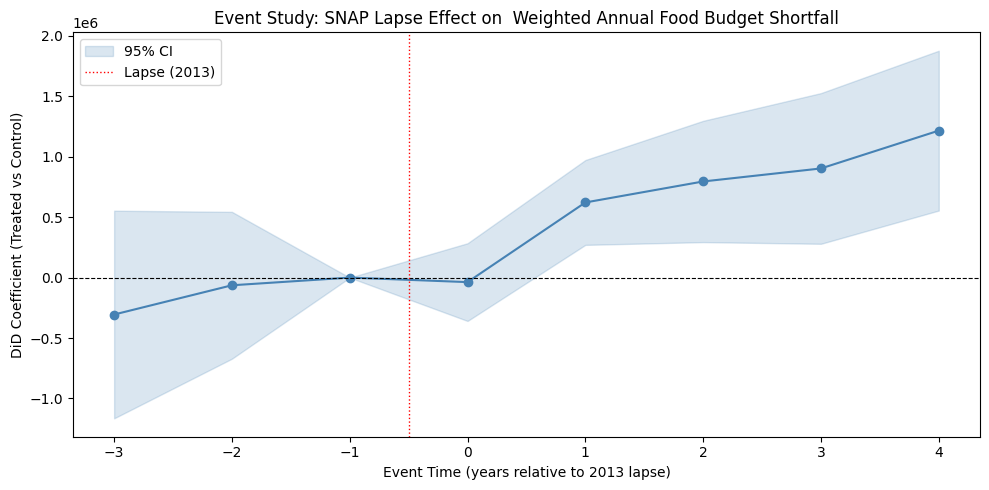 Event Study: SNAP Lapse Effect on  Weighted Annual Food Budget Shortfall
1e6
95% CI
Lapse (2013)
DiD Coefficient (Treated vs Control)
2.0
1.5
1.0
0.5
0.0
−0.5
−1.0
−3 −2 −1 0 1 2 3 4
Event Time (years relative to 2013 lapse)